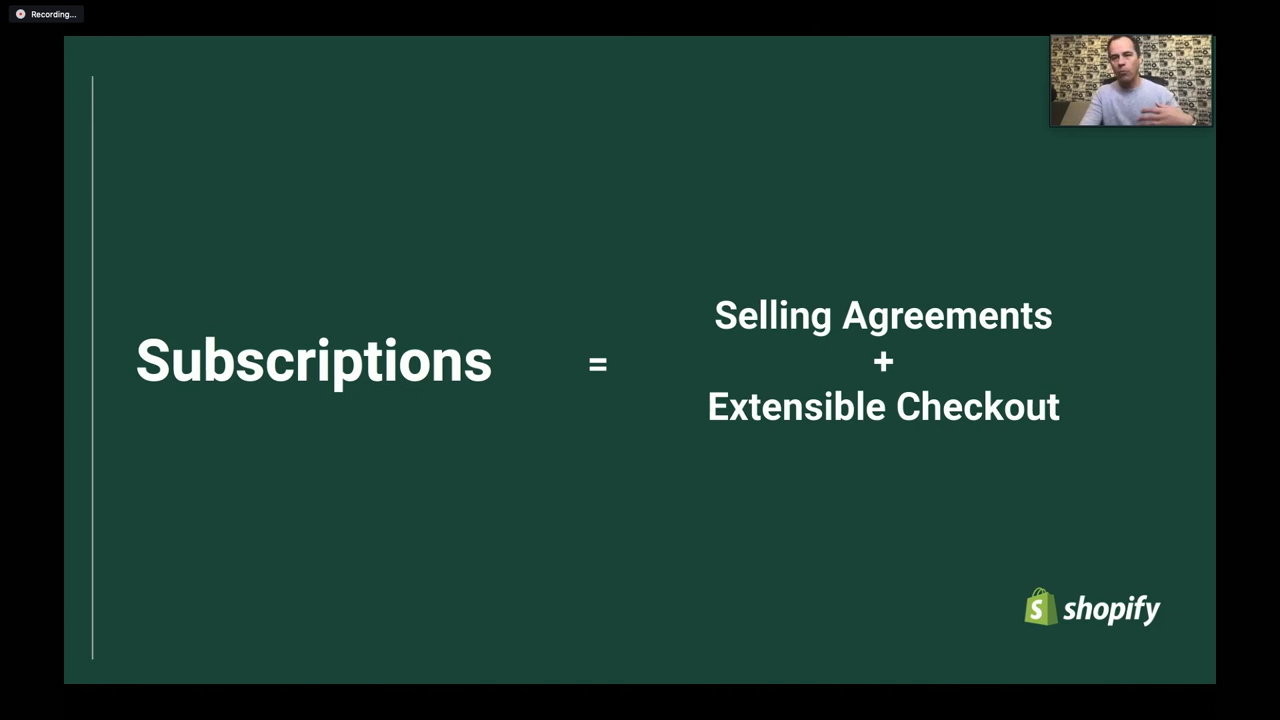 Recording...
Subscriptions
=
Selling Agreements
+
Extensible Checkout
shopify